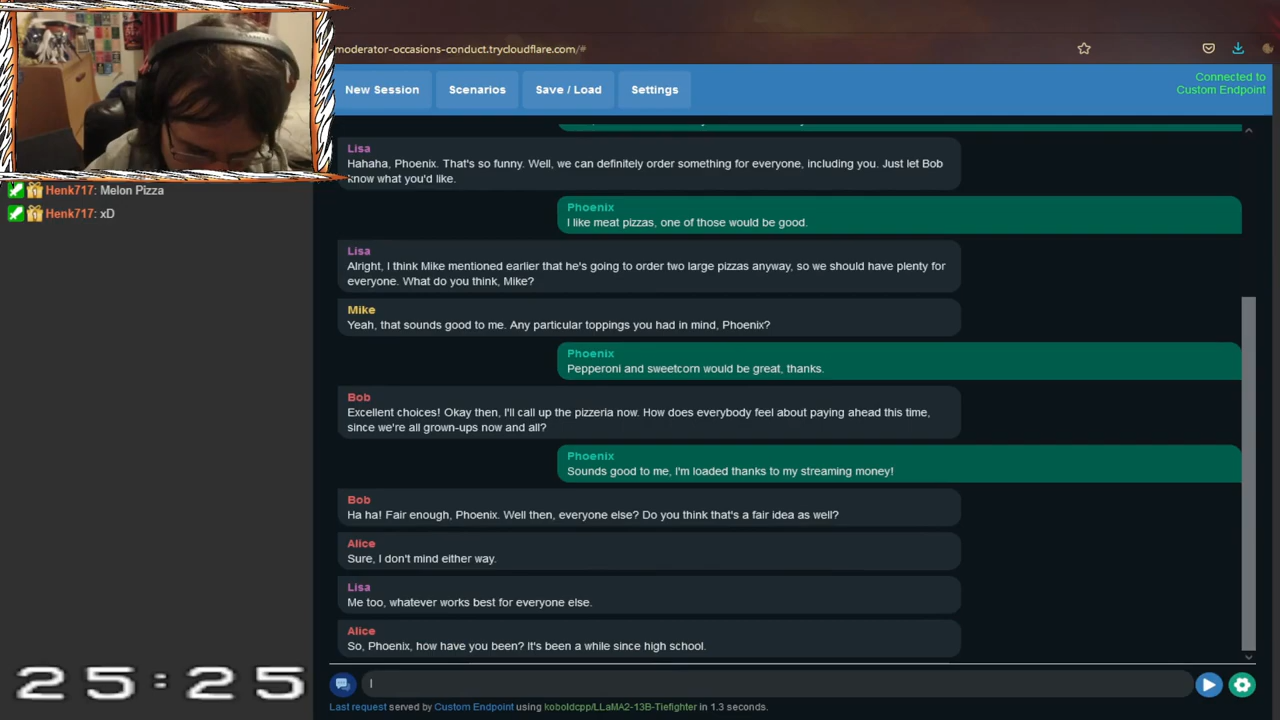 moderator-occasions-conduct.trycloudflare.com/#
New Session
Scenarios
Save / Load
Settings
Connected to
Custom Endpoint
Henk717: Melon Pizza
Henk717: xD
Lisa
Hahaha, Phoenix. That's so funny. Well, we can definitely order something for everyone, including you. Just let Bob
know what you'd like.
Phoenix
I like meat pizzas, one of those would be good.
Lisa
Alright, I think Mike mentioned earlier that he's going to order two large pizzas anyway, so we should have plenty for
everyone. What do you think, Mike?
Mike
Yeah, that sounds good to me. Any particular toppings you had in mind, Phoenix?
Phoenix
Pepperoni and sweetcorn would be great, thanks.
Bob
Excellent choices! Okay then, I'll call up the pizzeria now. How does everybody feel about paying ahead this time,
since we're all grown-ups now and all?
Phoenix
Sounds good to me, I'm loaded thanks to my streaming money!
Bob
Ha ha! Fair enough, Phoenix. Well then, everyone else? Do you think that's a fair idea as well?
Alice
Sure, I don't mind either way.
Lisa
Me too, whatever works best for everyone else.
Alice
So, Phoenix, how have you been? It's been a while since high school.
25:25
Last request served by Custom Endpoint using koboldcpp/LLaMA2-13B-Tiefighter in 1.3 seconds.